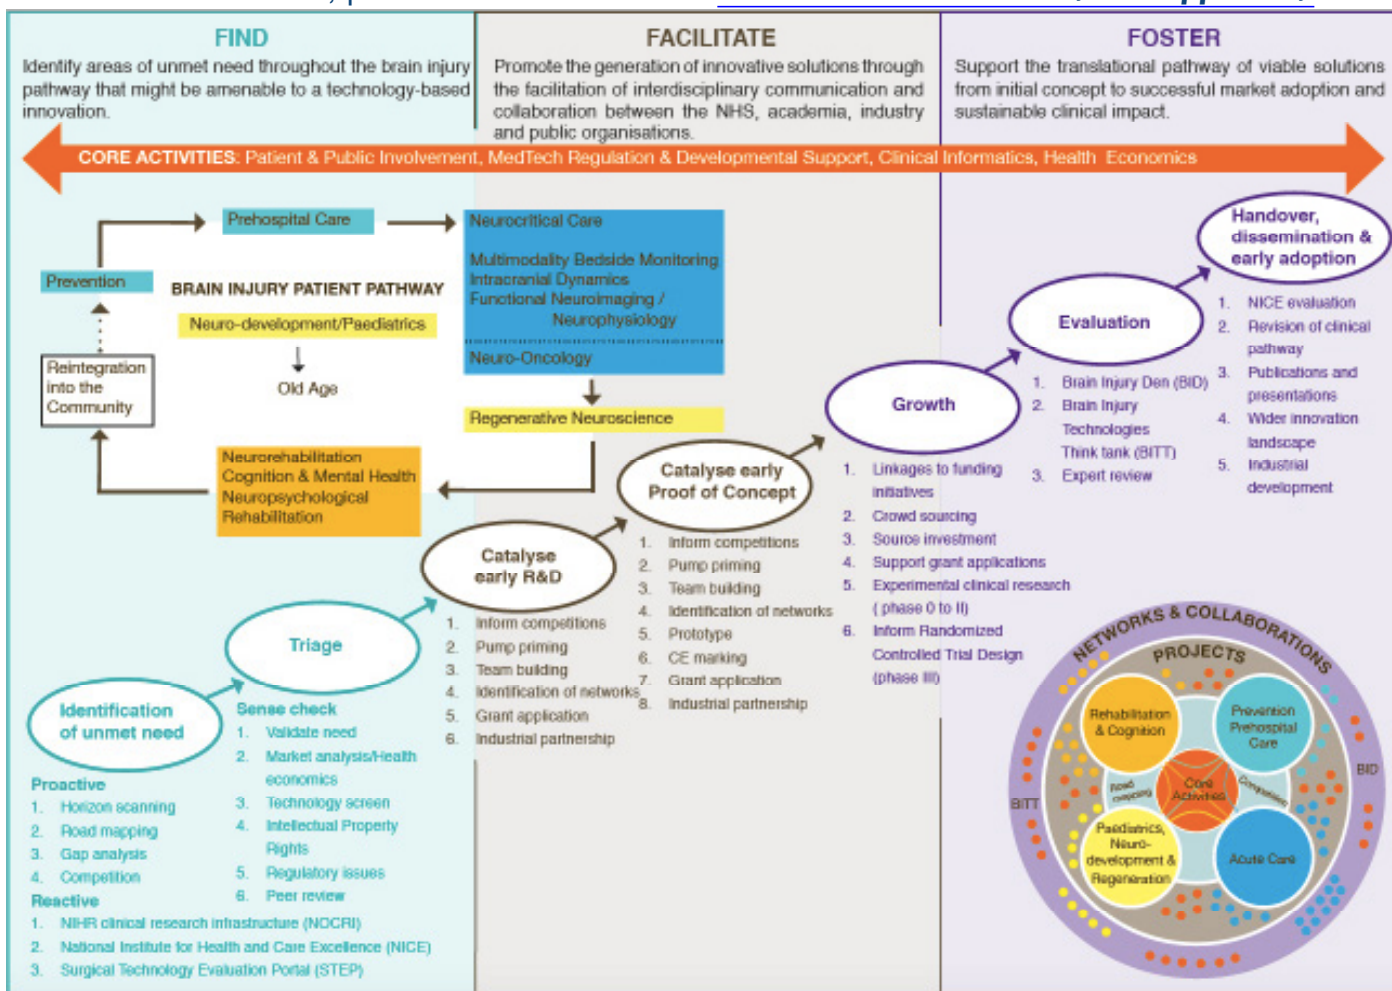 FIND
Identify areas of unmet need throughout the brain injury
pathway that might be amenable to a technology-based
innovation.
FACILITATE
Promote the generation of innovative solutions through
the facilitation of interdisciplinary communication and
collaboration between the NHS, academia, industry
and public organisations.
FOSTER
Support the translational pathway of viable solutions
from initial concept to successful market adoption and
sustainable clinical impact.
CORE ACTIVITIES: Patient & Public Involvement, MedTech Regulation & Developmental Support, Clinical Informatics, Health Economics
Prehospital Care
Prevention
BRAIN INJURY PATIENT PATHWAY
Neuro-development/Paediatrics
Old Age
Reintegration
into the
Community
Neurocritical Care
Multimodality Bedside Monitoring
Intracranial Dynamics
Functional Neuroimaging /
Neurophysiology
Neuro-Oncology
Regenerative Neuroscience
Neurorehabilitation
Cognition & Mental Health
Neuropsychological
Rehabilitation
Identification
of unmet need
Proactive
1. Horizon scanning
2. Road mapping
3. Gap analysis
4. Competition
Reactive
1. NIHR clinical research infrastructure (NOCRI)
2. National Institute for Health and Care Excellence (NICE)
3. Surgical Technology Evaluation Portal (STEP)
Triage
Sense check
1. Validate need
2. Market analysis/Health
economics
3. Technology screen
4. Intellectual Property
Rights
5. Regulatory issues
6. Peer review
Catalyse
early R&D
1. Inform competitions
2. Pump priming
3. Team building
4. Identification of networks
5. Grant application
6. Industrial partnership
Catalyse early
Proof of Concept
1. Inform competitions
2. Pump priming
3. Team building
4. Identification of networks
5. Prototype
6. CE marking
7. Grant application
8. Industrial partnership
Growth
1. Linkages to funding
initiatives
2. Crowd sourcing
3. Source investment
4. Support grant applications
5. Experimental clinical research
( phase 0 to II)
6. Inform Randomized
Controlled Trial Design
(phase III)
Evaluation
1. Brain Injury Den (BID)
2. Brain Injury
Technologies
Think tank (BITT)
3. Expert review
Handover,
dissemination &
early adoption
1. NICE evaluation
2. Revision of clinical
pathway
3. Publications and
presentations
4. Wider innovation
landscape
5. Industrial
development
NETWORKS & COLLABORATIONS
PROJECTS
Rehabilitation
& Cognition
Prevention
Prehospital
Care
Road
mapping
Core
Activities
Competition
BITT
BID
Paediatrics,
Neuro-
development &
Regeneration
Acute Care